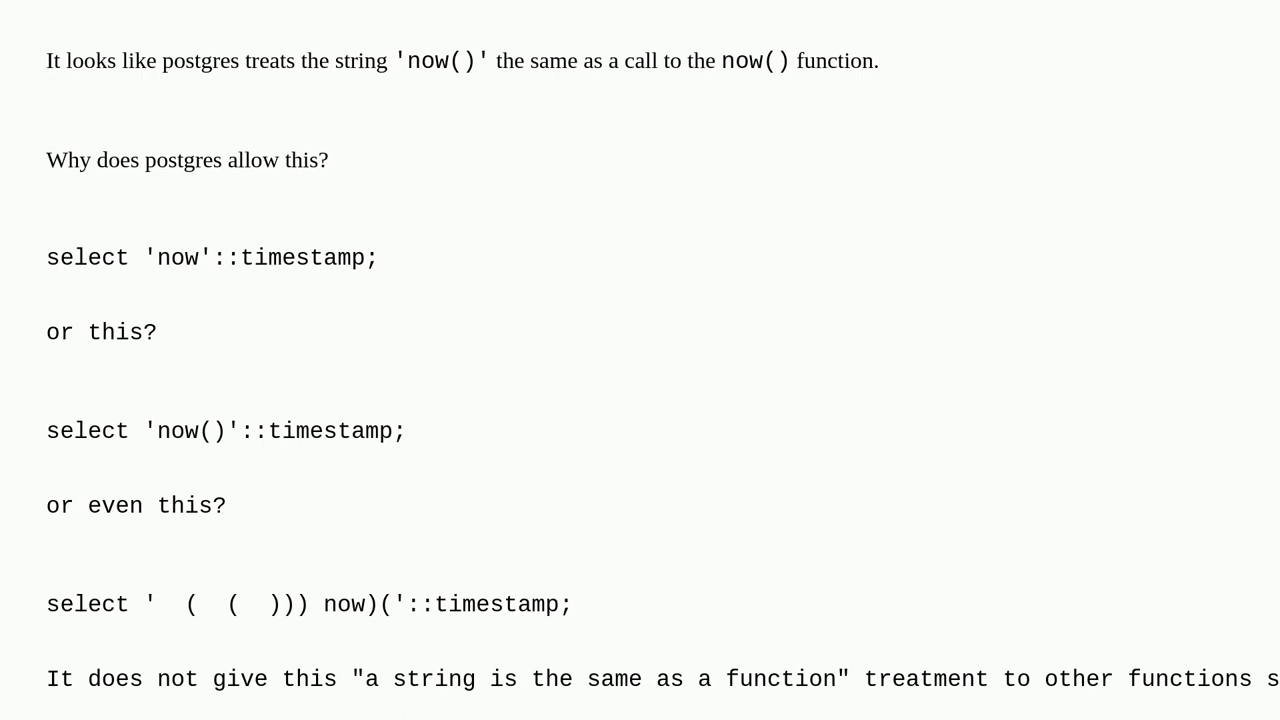 It looks like postgres treats the string 'now()' the same as a call to the now() function.
Why does postgres allow this?
select 'now'::timestamp;
or this?
select 'now()'::timestamp;
or even this?
select '  (  (  ))) now)('::timestamp;
It does not give this "a string is the same as a function" treatment to other functions s